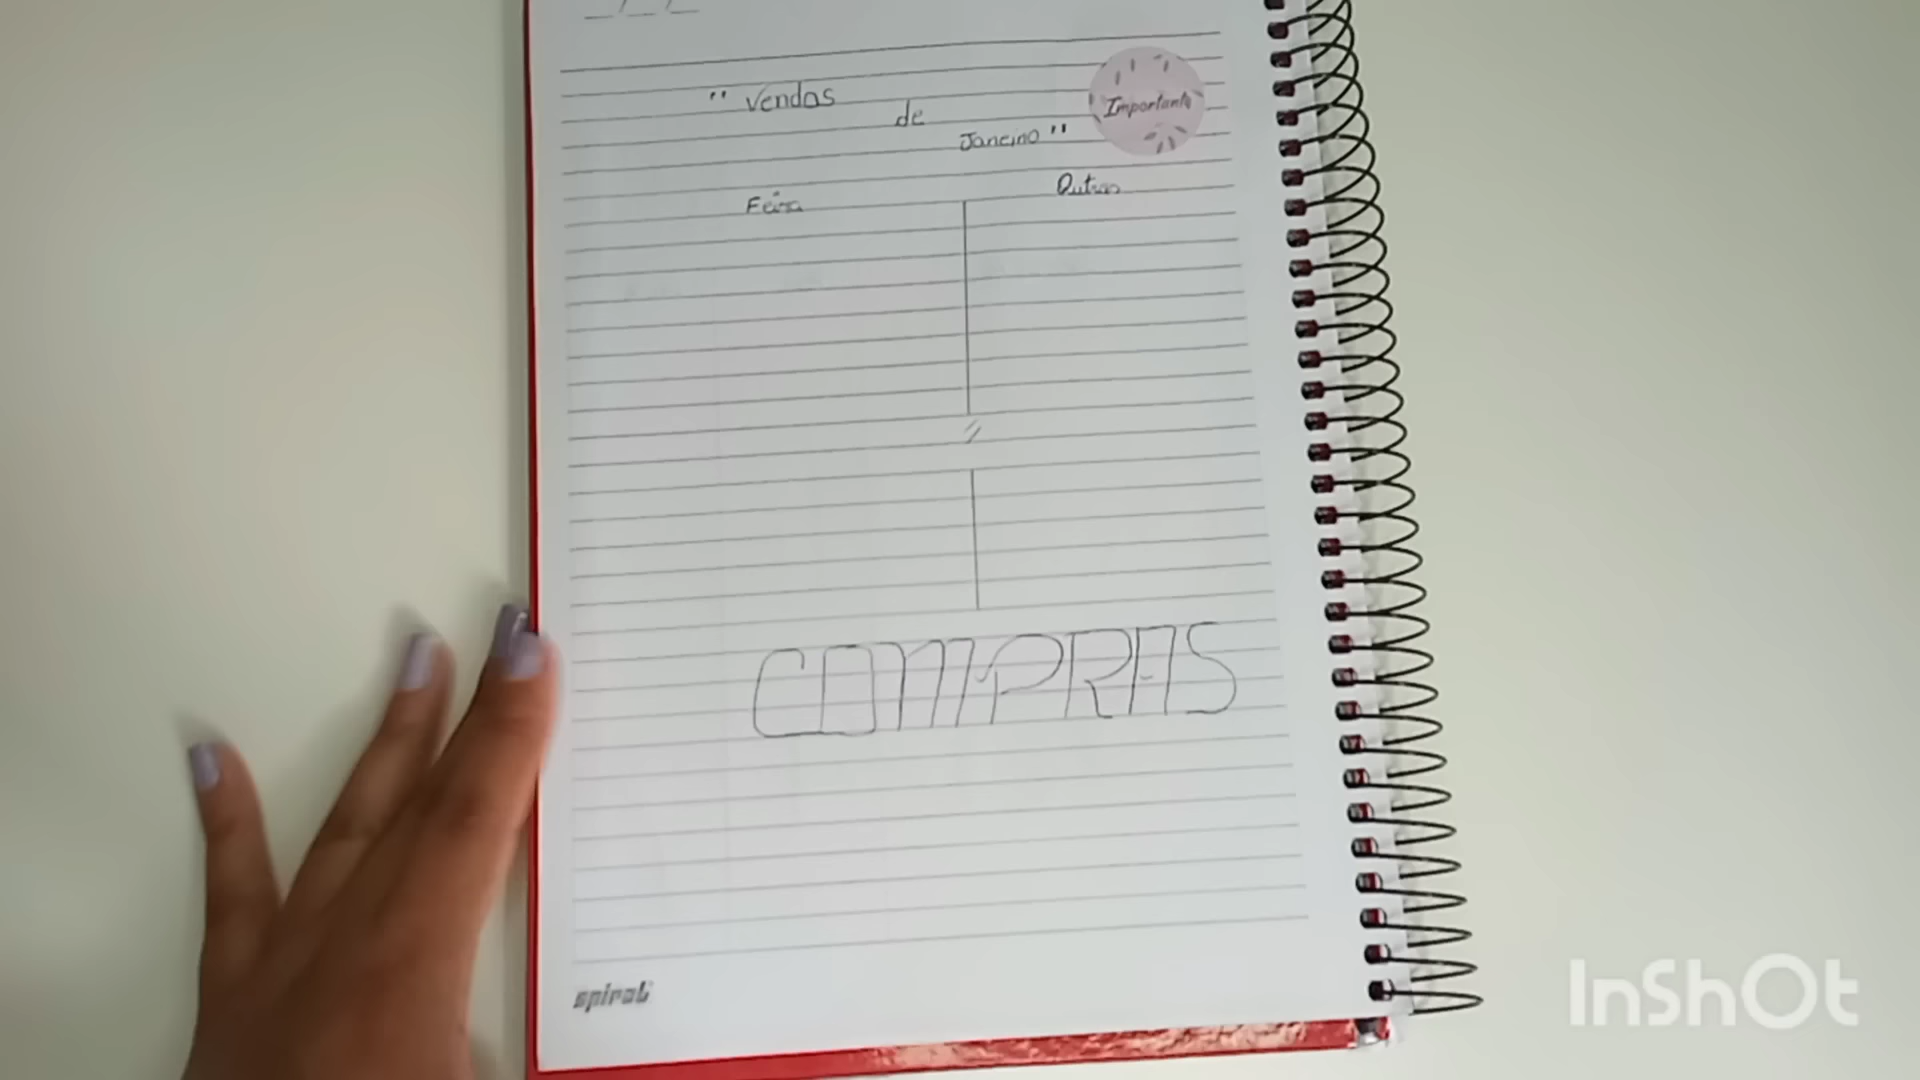 " Vendas
de
Janeiro "
Importante
Feira
Outros
COMPRAS
spiral
InShOt